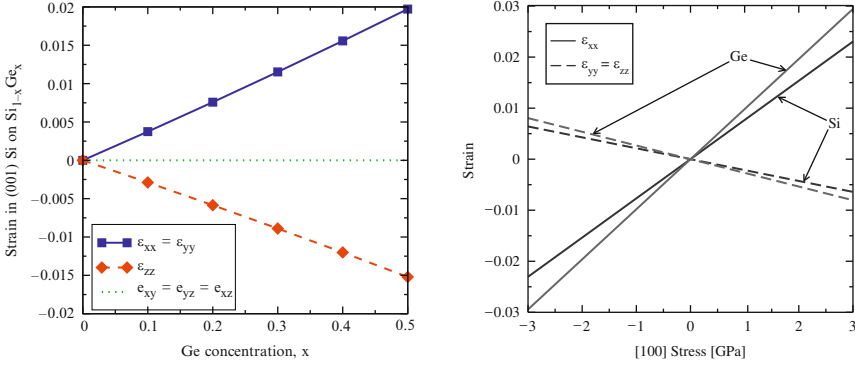 0.02
0.015
0.01
0.005
0
−0.005
−0.01
−0.015
−0.02
Strain in (001) Si on Si1−xGex
εxx = εyy
εzz
exy = eyz = exz
0 0.1 0.2 0.3 0.4 0.5
Ge concentration, x
0.03
0.02
0.01
0
−0.01
−0.02
−0.03
Strain
εxx
εyy = εzz
Ge
Si
−3 −2 −1 0 1 2 3
[100] Stress [GPa]